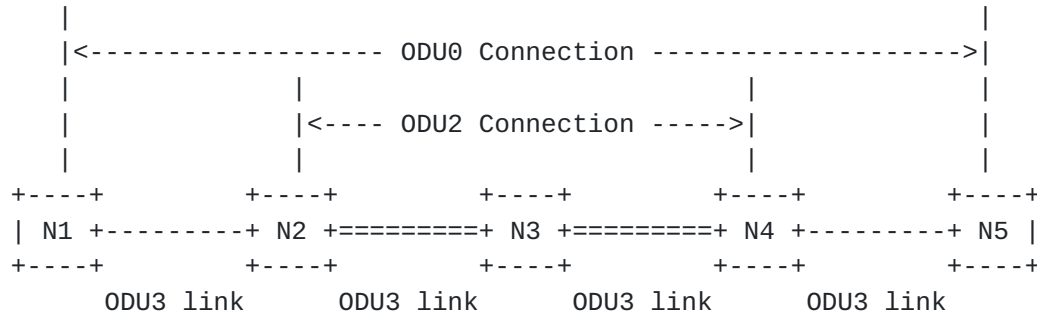 |<------------------- ODU0 Connection -------------------->|
|<---- ODU2 Connection ----->|
| N1 +---------+ N2 +=========+ N3 +=========+ N4 +---------+ N5 |
ODU3 link ODU3 link ODU3 link ODU3 link